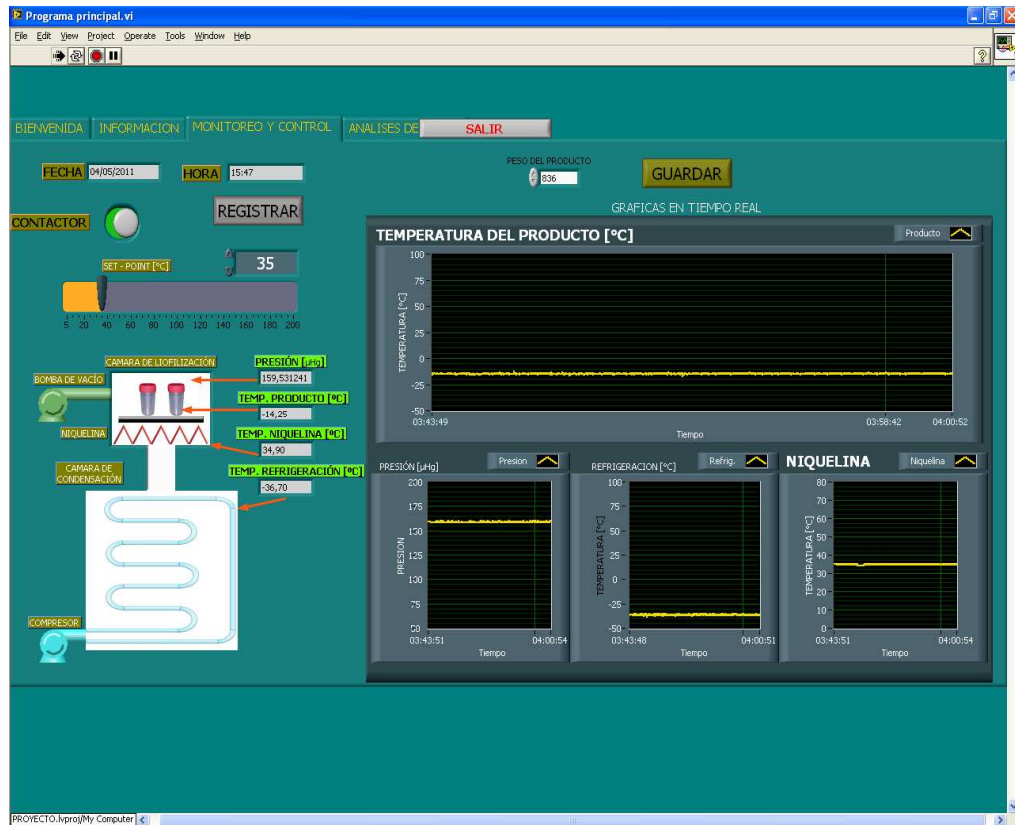 Programa principal.vi
File Edit View Project Operate Tools Window Help
BIENVENIDA INFORMACION MONITOREO Y CONTROL ANALISES DE SALIR
FECHA 04/05/2011 HORA 15:47
PESO DEL PRODUCTO
836
GUARDAR
CONTACTOR
REGISTRAR
GRAFICAS EN TIEMPO REAL
SET - POINT [°C]
35
5 20 40 60 80 100 120 140 160 180 200
TEMPERATURA DEL PRODUCTO [°C]
Producto
TEMPERATURA [°C]
100
75
50
25
0
-25
-50
03:43:49 03:58:42 04:00:52
Tiempo
CAMARA DE LIOFILIZACIÓN
BOMBA DE VACÍO
NIQUELINA
PRESIÓN [µHg]
159,531241
TEMP. PRODUCTO [ºC]
-14,25
TEMP. NIQUELINA [ºC]
34,90
TEMP. REFRIGERACIÓN [ºC]
-36,70
CAMARA DE
CONDENSACIÓN
COMPRESOR
PRESIÓN [µHg]
Presion
PRESION
200
175
150
125
100
75
50
03:43:51 04:00:54
Tiempo
REFRIGERACION [°C]
Refrig.
TEMPERATURA [°C]
100
75
50
25
0
-25
-50
03:43:48 04:00:51
Tiempo
NIQUELINA
Niquelina
TEMPERATURA [°C]
80
70
60
50
40
30
20
10
0
03:43:51 04:00:54
Tiempo
PROYECTO.lvproj/My Computer